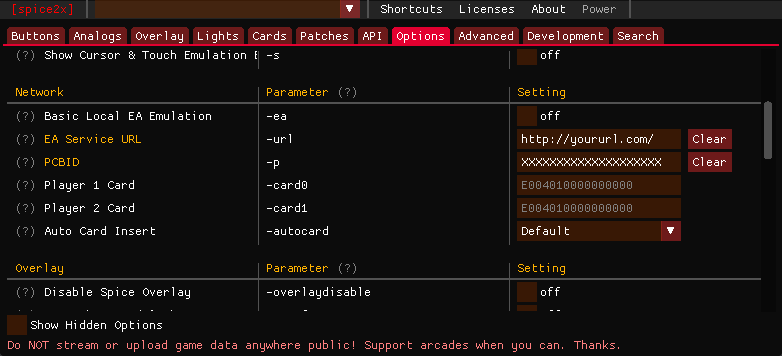 [spice2x] ▼ Shortcuts Licenses About Power
Buttons Analogs Overlay Lights Cards Patches API Options Advanced Development Search
(?) Show Cursor & Touch Emulation E -s off
Network Parameter (?) Setting
(?) Basic Local EA Emulation -ea off
(?) EA Service URL -url http://yoururl.com/ Clear
(?) PCBID -p XXXXXXXXXXXXXXXXXXXX Clear
(?) Player 1 Card -card0 E004010000000000
(?) Player 2 Card -card1 E004010000000000
(?) Auto Card Insert -autocard Default ▼
Overlay Parameter (?) Setting
(?) Disable Spice Overlay -overlaydisable off
Show Hidden Options
Do NOT stream or upload game data anywhere public! Support arcades when you can. Thanks.